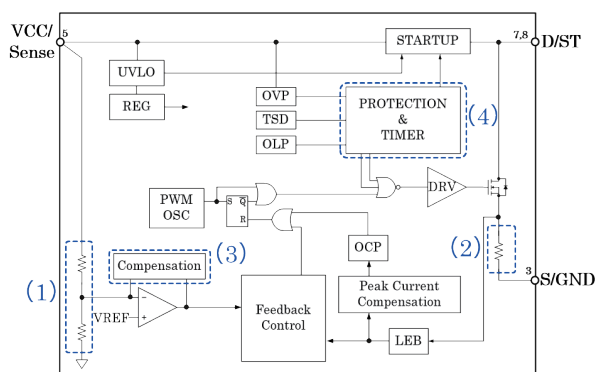 VCC/
Sense
5
STARTUP
7,8
D/ST
UVLO
REG
OVP
TSD
OLP
PROTECTION
&
TIMER
(4)
PWM
OSC
S Q
R
DRV
OCP
(2)
3
S/GND
(1)
Compensation
(3)
Peak Current
Compensation
VREF
−
+
Feedback
Control
LEB